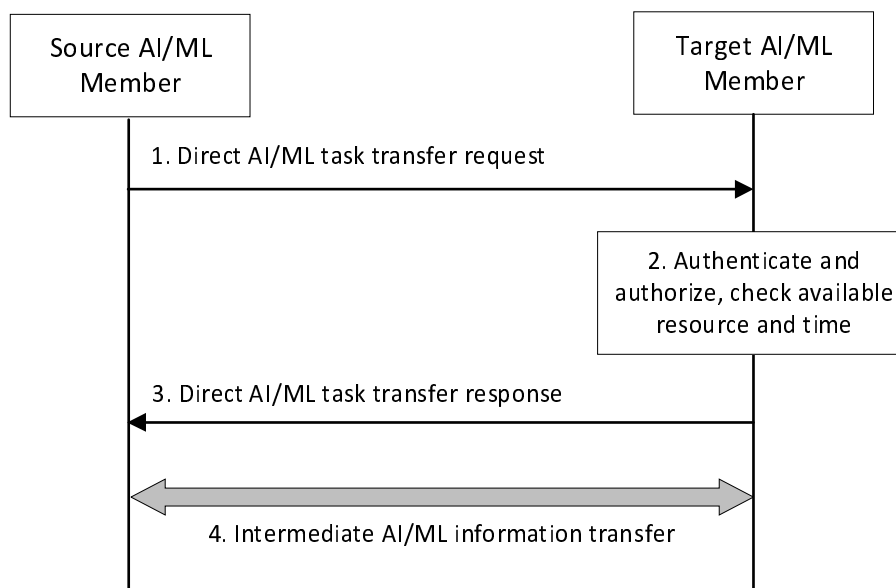 Source AI/ML
Member
Target AI/ML
Member
1. Direct AI/ML task transfer request
2. Authenticate and
authorize, check available
resource and time
3. Direct AI/ML task transfer response
4. Intermediate AI/ML information transfer